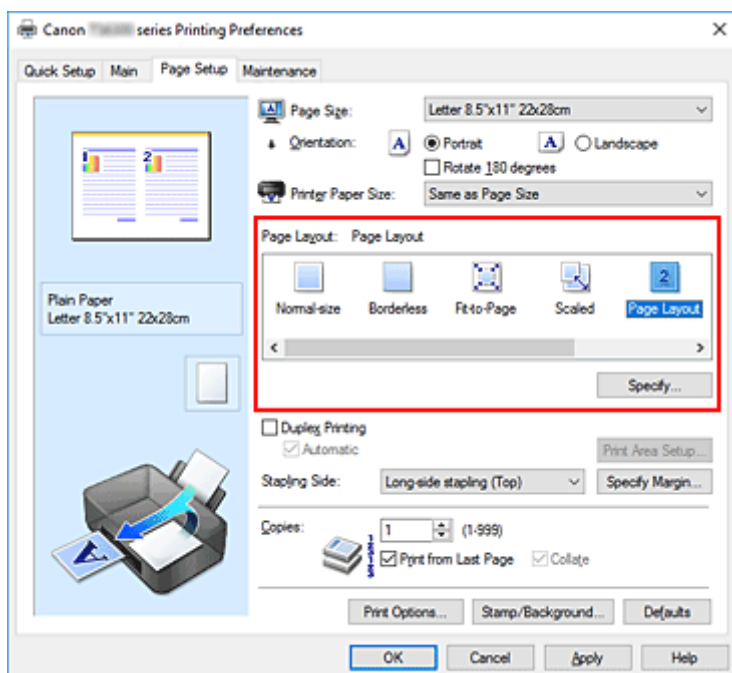 Canon series Printing Preferences
Quick Setup Main Page Setup Maintenance
1 2
Plain Paper
Letter 8.5"x11" 22x28cm
Page Size: Letter 8.5"x11" 22x28cm
Orientation: A Portrait A Landscape
Rotate 180 degrees
Printer Paper Size: Same as Page Size
Page Layout: Page Layout
2
Normal-size Borderless Fit-to-Page Scaled Page Layout
Specify...
Duplex Printing
Automatic Print Area Setup...
Stapling Side: Long-side stapling (Top) Specify Margin...
Copies: 1 (1-999)
Print from Last Page Collate
A
Print Options... Stamp/Background... Defaults
OK Cancel Apply Help